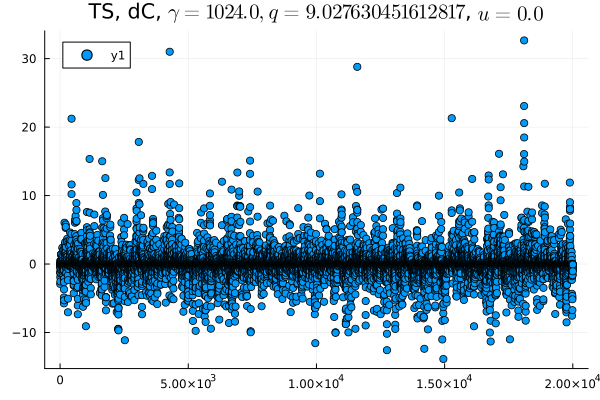 TS, dC, γ = 1024.0, q = 9.027630451612817, u = 0.0
y1
30
20
10
0
−10
0 5.00×10³ 1.00×10⁴ 1.50×10⁴ 2.00×10⁴